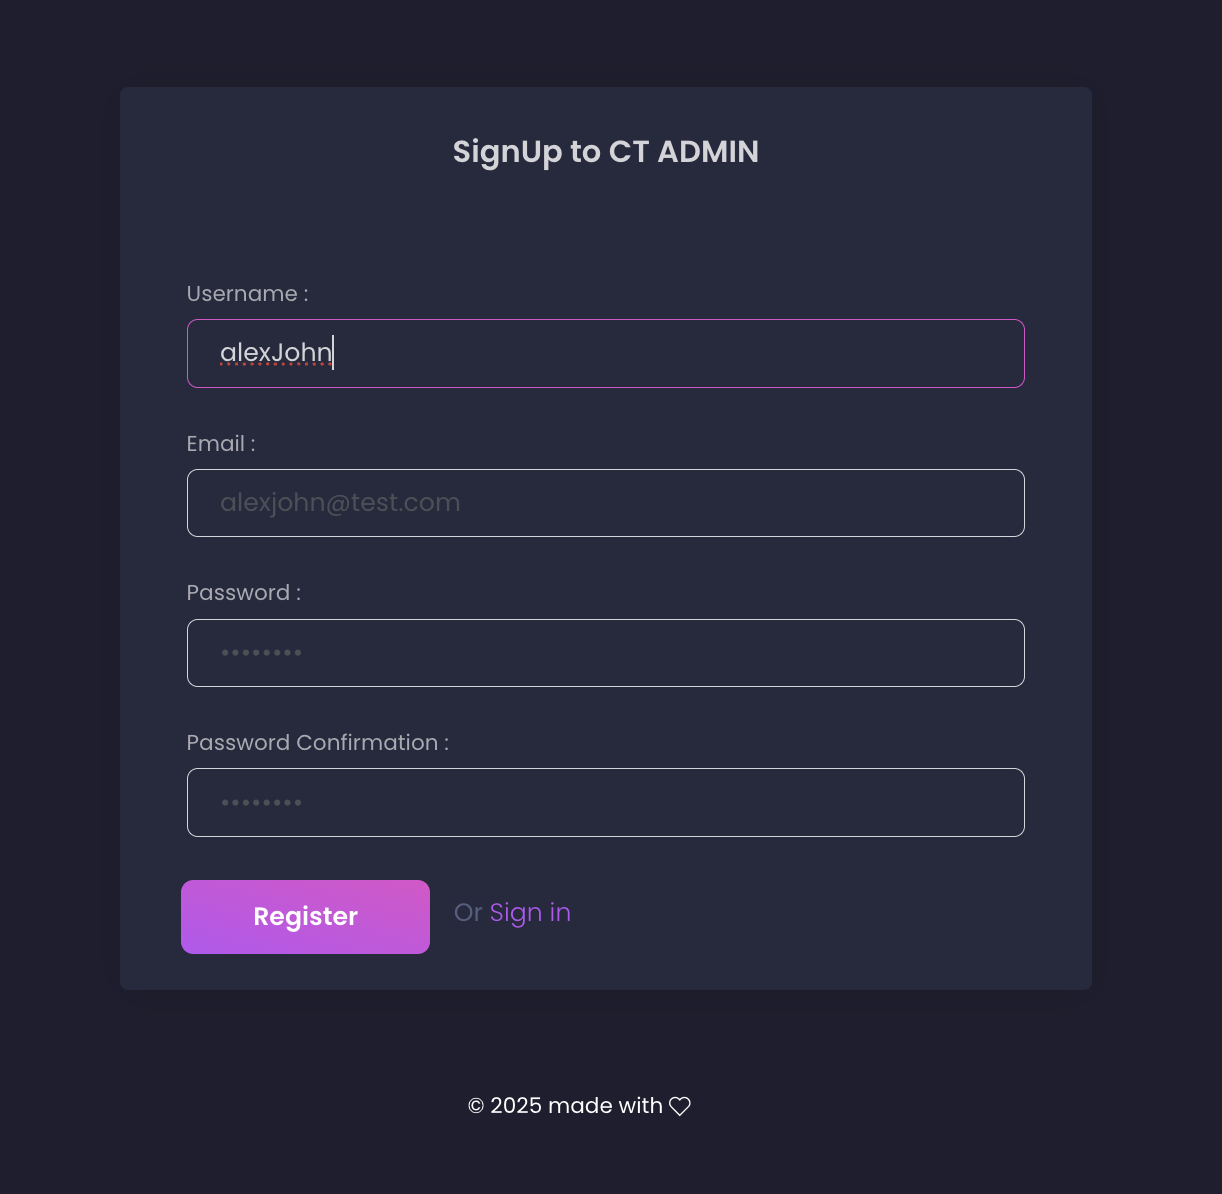 SignUp to CT ADMIN
Username :
alexJohn
Email :
alexjohn@test.com
Password :
••••••••
Password Confirmation :
••••••••
Register
Or Sign in
© 2025 made with ♡